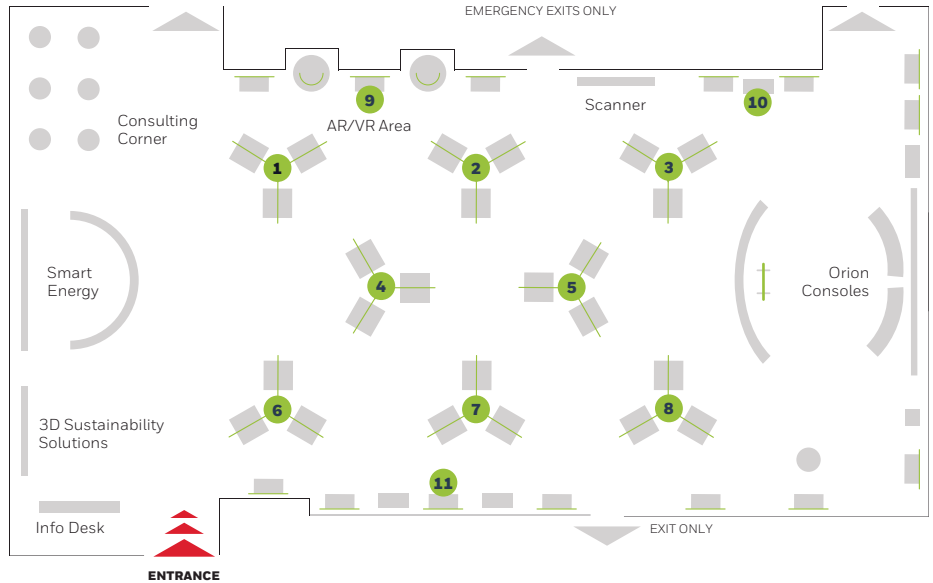 EMERGENCY EXITS ONLY
9
AR/VR Area
Scanner
10
Consulting
Corner
1
2
3
Smart
Energy
4
5
Orion
Consoles
6
7
8
3D Sustainability
Solutions
11
Info Desk
EXIT ONLY
ENTRANCE